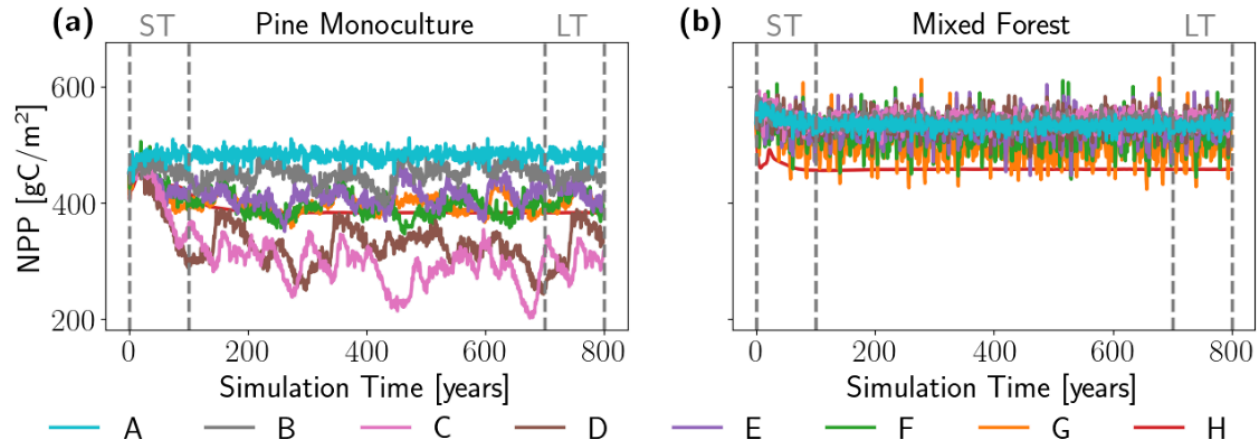 (a) ST Pine Monoculture LT
(b) ST Mixed Forest LT
NPP [gC/m²]
600
400
200
0 200 400 600 800
0 200 400 600 800
Simulation Time [years]
Simulation Time [years]
A B C D E F G H